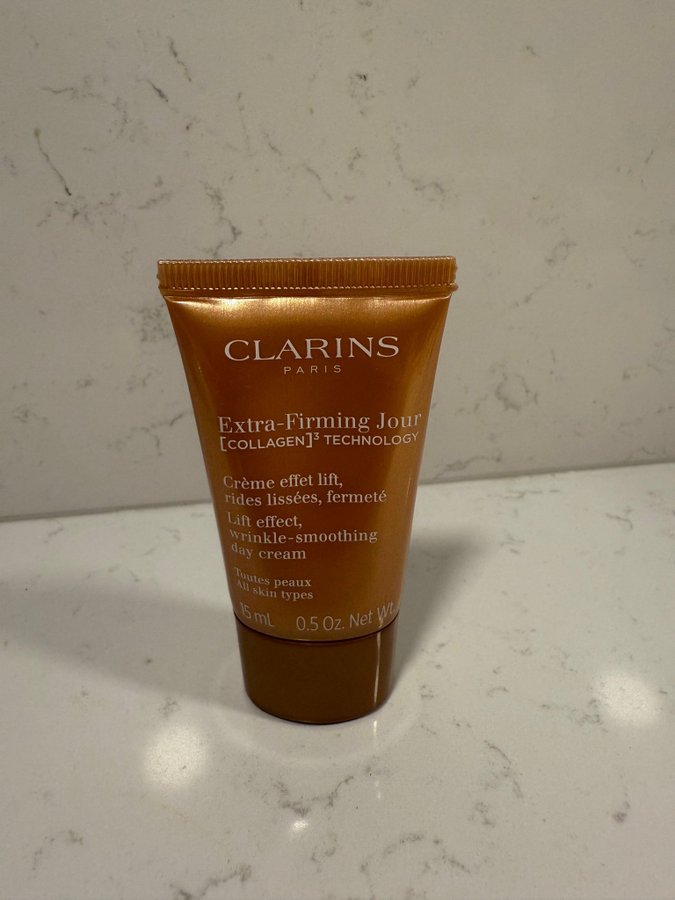 CLARINS
PARIS
Extra-Firming Jour
[COLLAGEN]³ TECHNOLOGY
Crème effet lift,
rides lissées, fermeté
Lift effect,
wrinkle-smoothing
day cream
Toutes peaux
All skin types
15 mL 0.5 Oz. Net Wt.